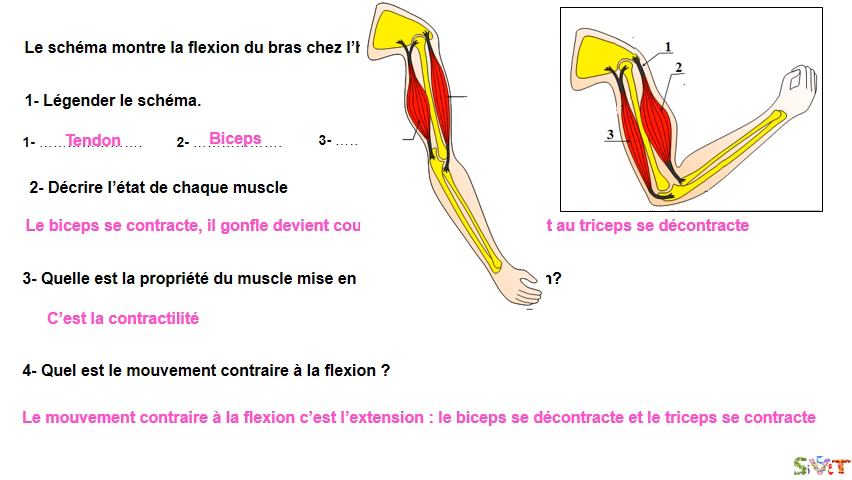 Le schéma montre la flexion du bras chez l'h
1- Légender le schéma.
1- ………………… Tendon 2- ……………… Biceps 3- …..
2- Décrire l'état de chaque muscle
Le biceps se contracte, il gonfle devient cou t au triceps se décontracte
3- Quelle est la propriété du muscle mise en n?
C'est la contractilité
4- Quel est le mouvement contraire à la flexion ?
Le mouvement contraire à la flexion c'est l'extension : le biceps se décontracte et le triceps se contracte
1
2
3
SiVeT